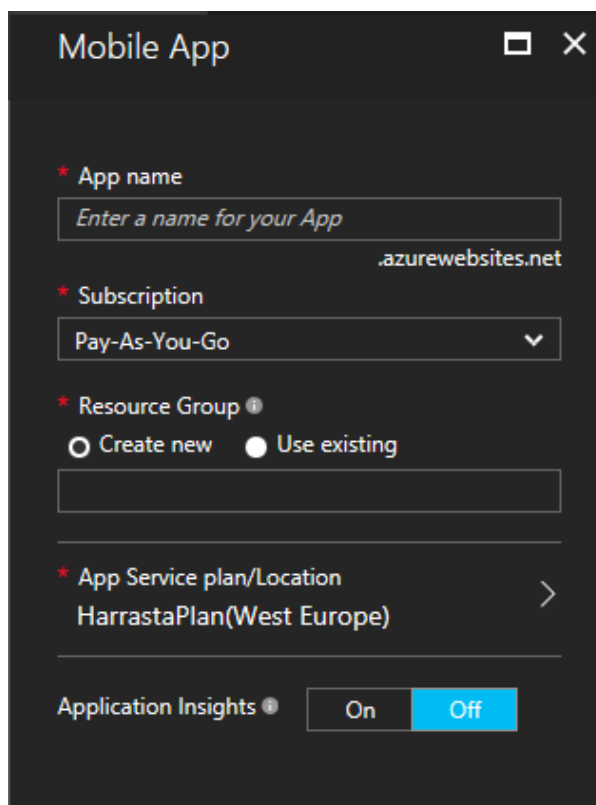 Mobile App
* App name
Enter a name for your App
.azurewebsites.net
* Subscription
Pay-As-You-Go
* Resource Group
Create new Use existing
* App Service plan/Location
HarrastaPlan(West Europe)
Application Insights On Off